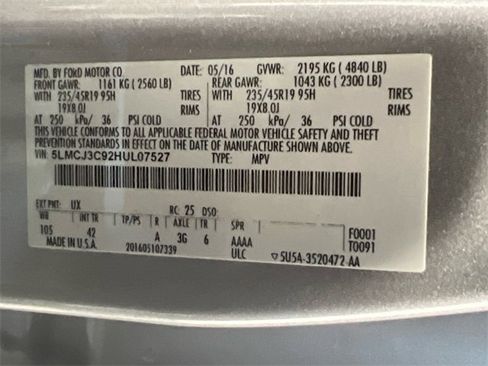 MFD. BY FORD MOTOR CO. DATE: 05/16 GVWR: 2195 KG ( 4840 LB)
FRONT GAWR: 1161 KG ( 2560 LB) REAR GAWR: 1043 KG ( 2300 LB)
WITH 235/45R19 95H TIRES WITH 235/45R19 95H TIRES
19X8.0J RIMS 19X8.0J RIMS
AT 250 kPa/ 36 PSI COLD AT 250 kPa/ 36 PSI COLD
THIS VEHICLE CONFORMS TO ALL APPLICABLE FEDERAL MOTOR VEHICLE SAFETY AND THEFT
PREVENTION STANDARDS IN EFFECT ON THE DATE OF MANUFACTURE SHOWN ABOVE.
VIN: 5LMCJ3C92HUL07527 TYPE: MPV
EXT PNT: UX RC: 25 DSO:
WB INT TR TP/PS R AXLE TR SPR F0001
105 42 A 3G 6 AAAA T0091
MADE IN U.S.A. 201605107339 ULC 5U5A-3520472-AA